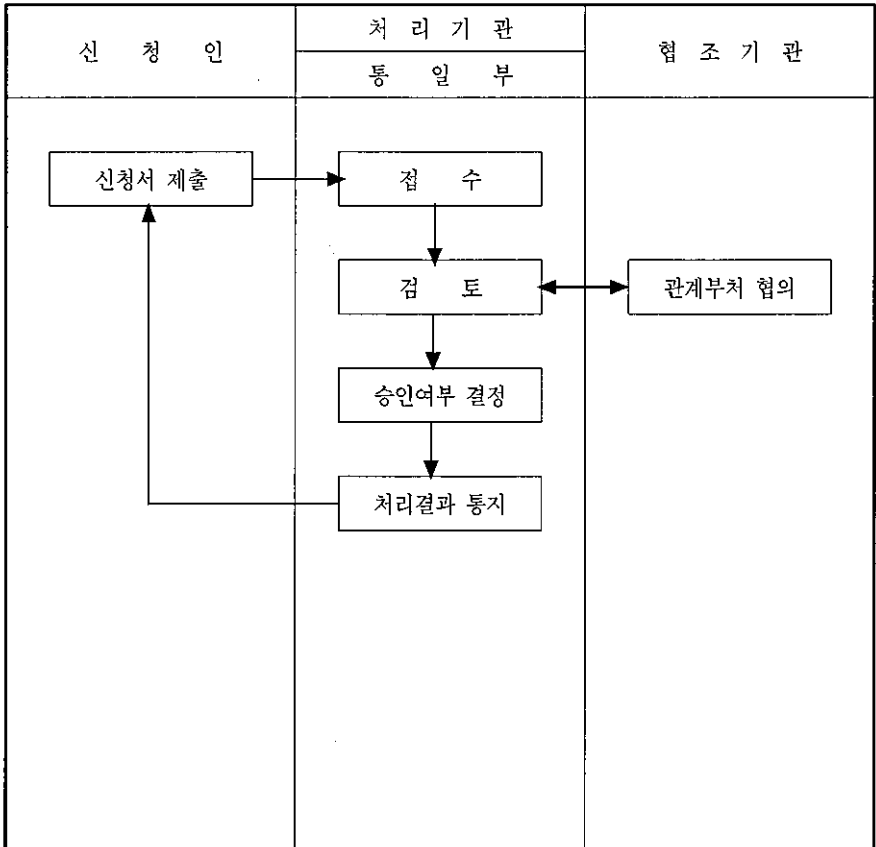 신 청 인
처 리 기 관
통 일 부
협 조 기 관
신청서 제출
접 수
검 토
관계부처 협의
승인여부 결정
처리결과 통지